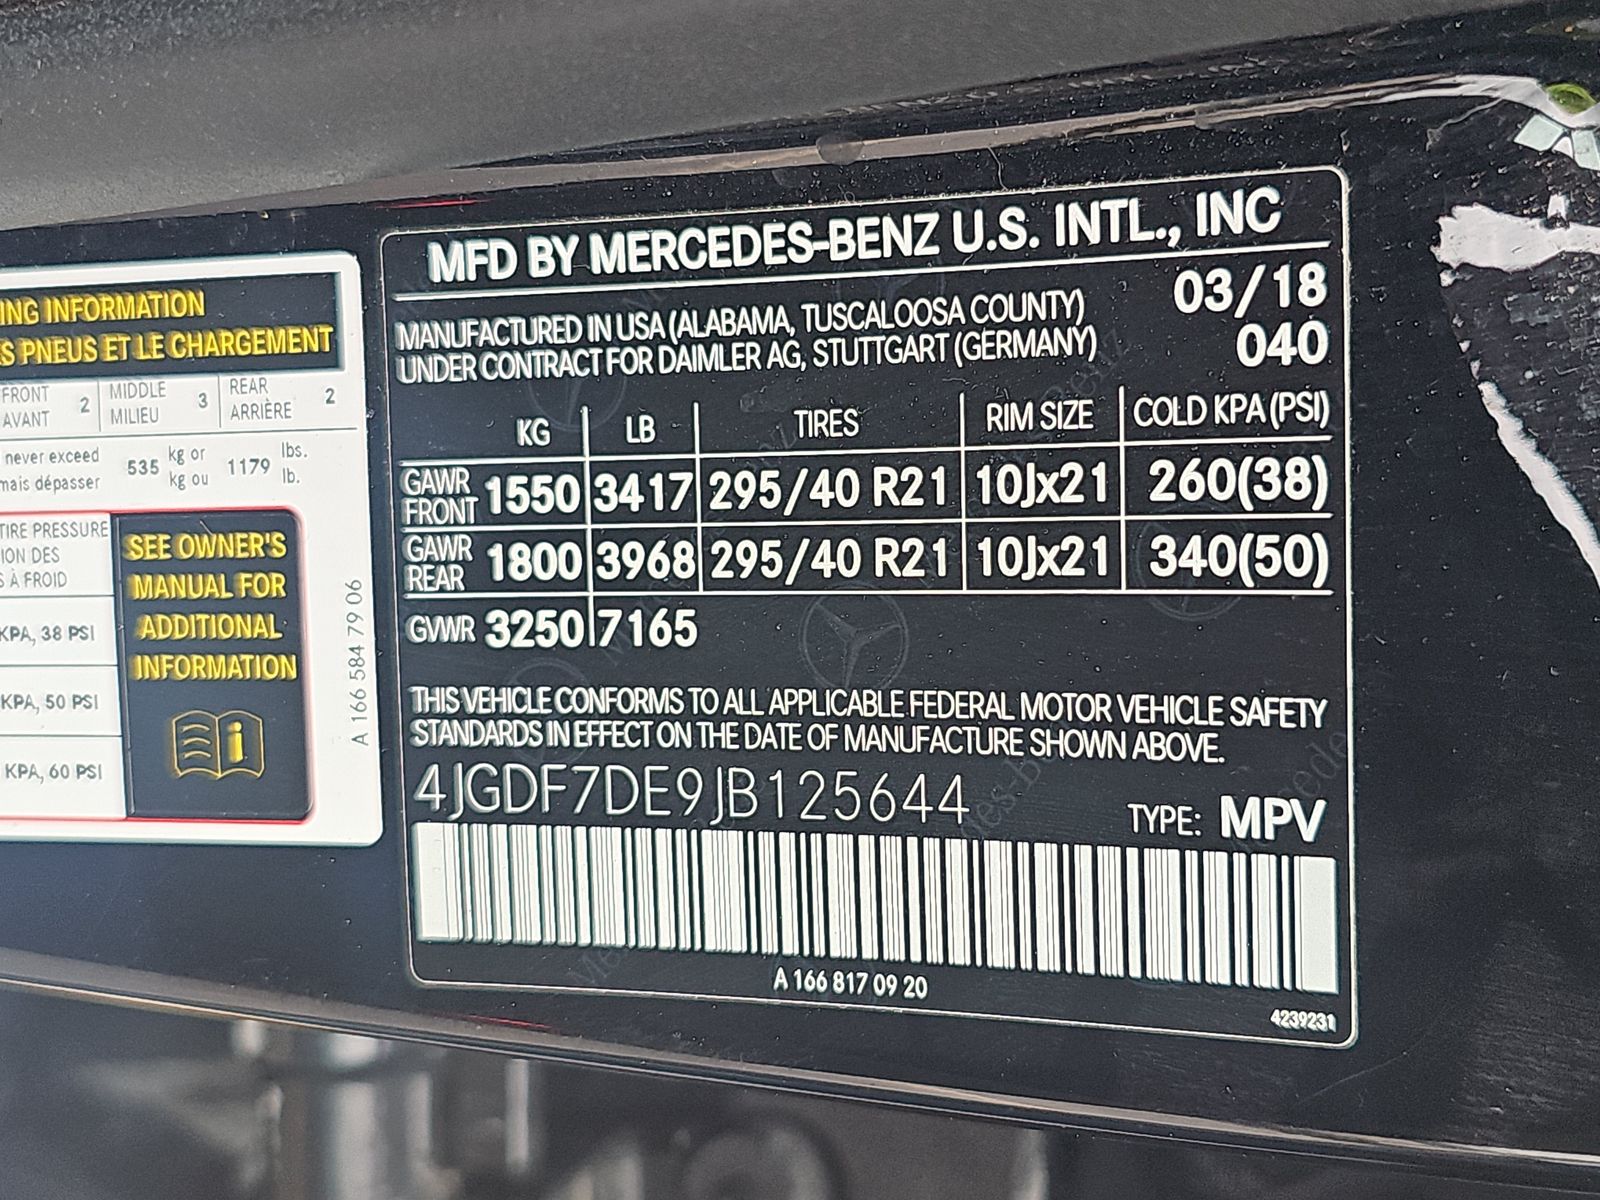 ING INFORMATION
S PNEUS ET LE CHARGEMENT
FRONT
AVANT
2
MIDDLE
MILIEU
3
REAR
ARRIÈRE
2
never exceed
mais dépasser
535
kg or
kg ou
1179
lbs.
lb.
TIRE PRESSURE
ION DES
S À FROID
KPA, 38 PSI
KPA, 50 PSI
KPA, 60 PSI
SEE OWNER'S
MANUAL FOR
ADDITIONAL
INFORMATION
A 166 584 79 06
MFD BY MERCEDES-BENZ U.S. INTL., INC
MANUFACTURED IN USA (ALABAMA, TUSCALOOSA COUNTY)
UNDER CONTRACT FOR DAIMLER AG, STUTTGART (GERMANY)
03/18
040
KG LB TIRES RIM SIZE COLD KPA (PSI)
GAWR FRONT 1550 3417 295/40 R21 10Jx21 260(38)
GAWR REAR 1800 3968 295/40 R21 10Jx21 340(50)
GVWR 3250 7165
THIS VEHICLE CONFORMS TO ALL APPLICABLE FEDERAL MOTOR VEHICLE SAFETY
STANDARDS IN EFFECT ON THE DATE OF MANUFACTURE SHOWN ABOVE.
4JGDF7DE9JB125644
TYPE: MPV
A 166 817 09 20
4239231